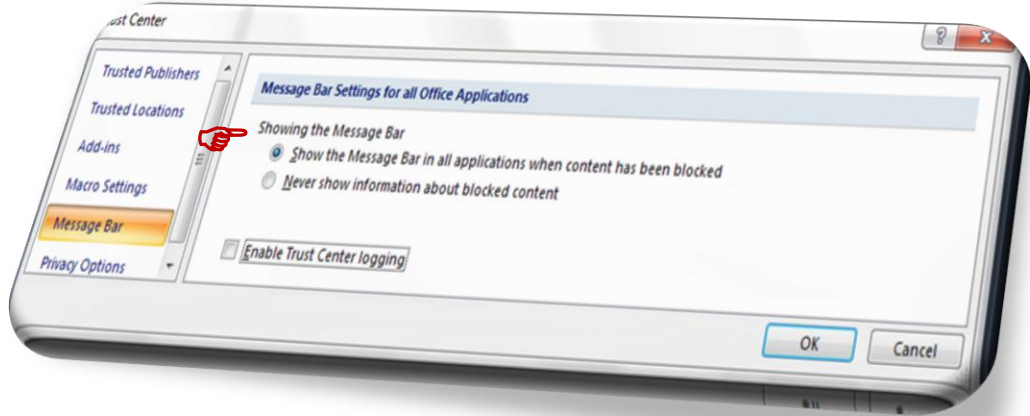 ust Center
Trusted Publishers
Trusted Locations
Add-ins
Macro Settings
Message Bar
Privacy Options
Message Bar Settings for all Office Applications
Showing the Message Bar
Show the Message Bar in all applications when content has been blocked
Never show information about blocked content
Enable Trust Center logging
OK
Cancel